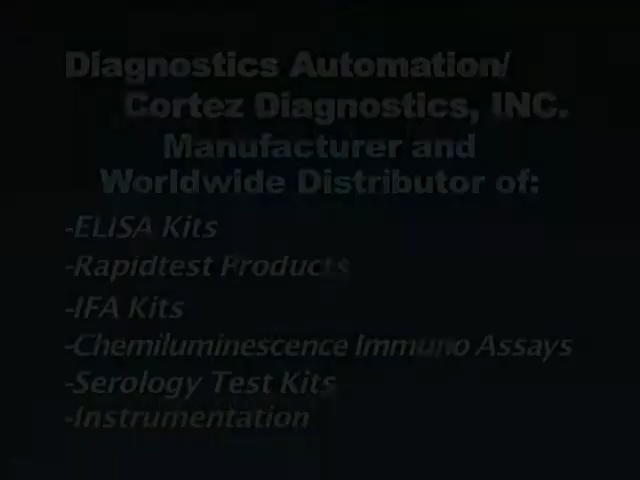 Diagnostics Automation/
Cortez Diagnostics, INC.
Manufacturer and
Worldwide Distributor of:
-ELISA Kits
-Rapidtest Products
-IFA Kits
-Chemiluminescence Immuno Assays
-Serology Test Kits
-Instrumentation